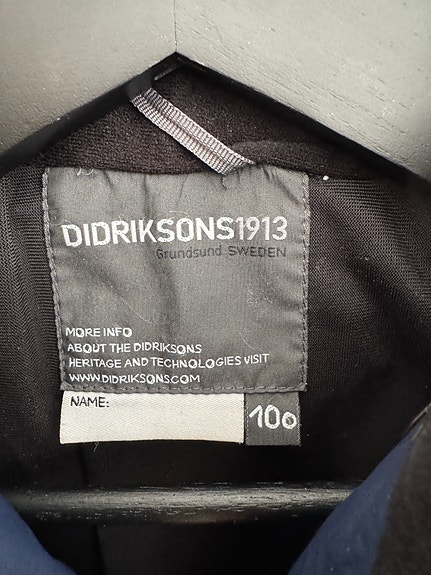 DIDRIKSONS1913
Grundsund SWEDEN
MORE INFO
ABOUT THE DIDRIKSONS
HERITAGE AND TECHNOLOGIES VISIT
WWW.DIDRIKSONS.COM
NAME:
100